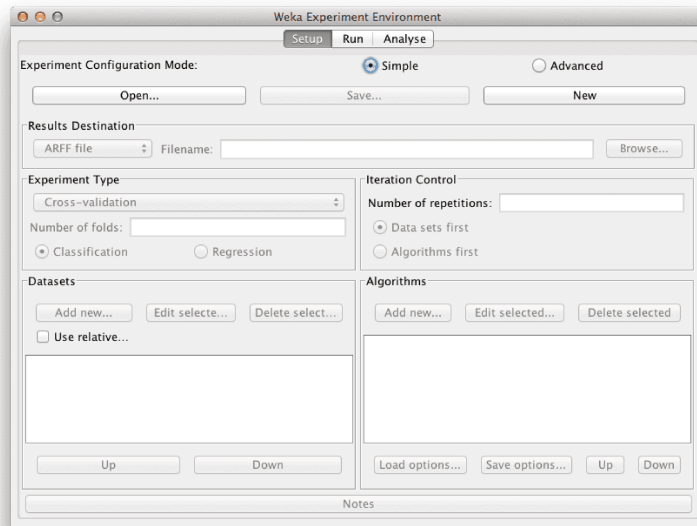 Weka Experiment Environment
Setup Run Analyse
Experiment Configuration Mode: Simple Advanced
Open... Save... New
Results Destination
ARFF file Filename: Browse...
Experiment Type
Cross-validation
Number of folds:
Classification Regression
Iteration Control
Number of repetitions:
Data sets first
Algorithms first
Datasets
Add new... Edit selecte... Delete select...
Use relative...
Up Down
Algorithms
Add new... Edit selected... Delete selected
Load options... Save options... Up Down
Notes